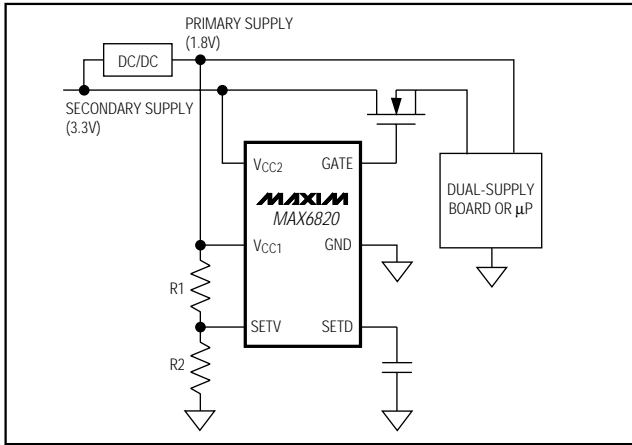 PRIMARY SUPPLY
(1.8V)
DC/DC
SECONDARY SUPPLY
(3.3V)
VCC2
GATE
MAXIM
MAX6820
DUAL-SUPPLY
BOARD OR µP
VCC1
GND
R1
SETV
SETD
R2